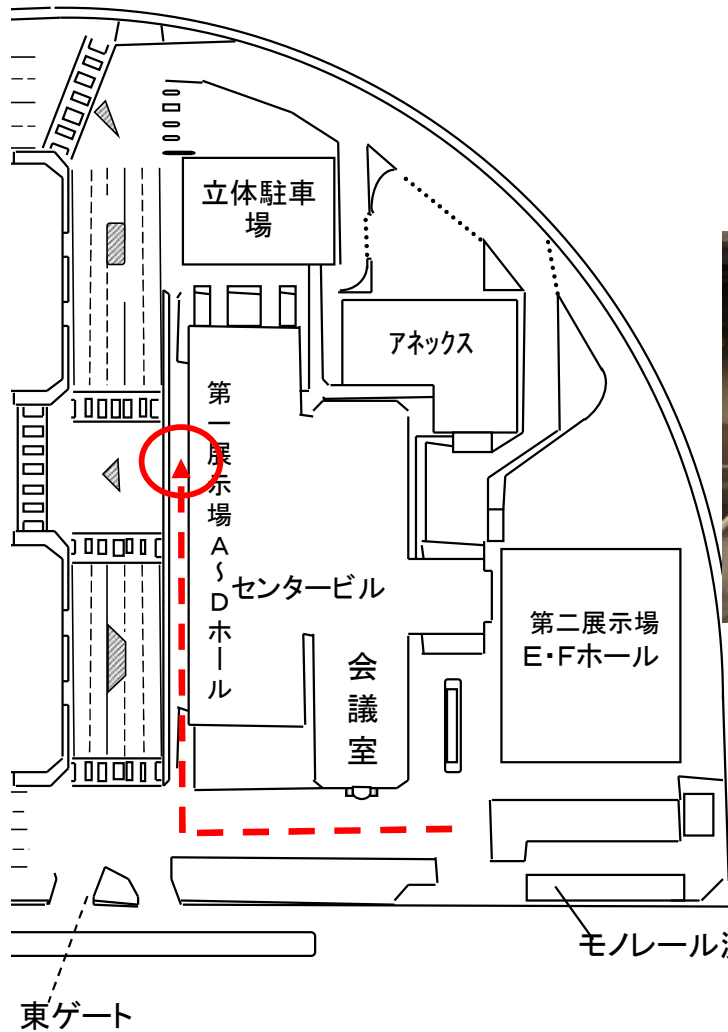 立体駐車
場
アネックス
第一展示場A～Dホール
センタービル
第二展示場
E・Fホール
会議室
モノレール
東ゲート